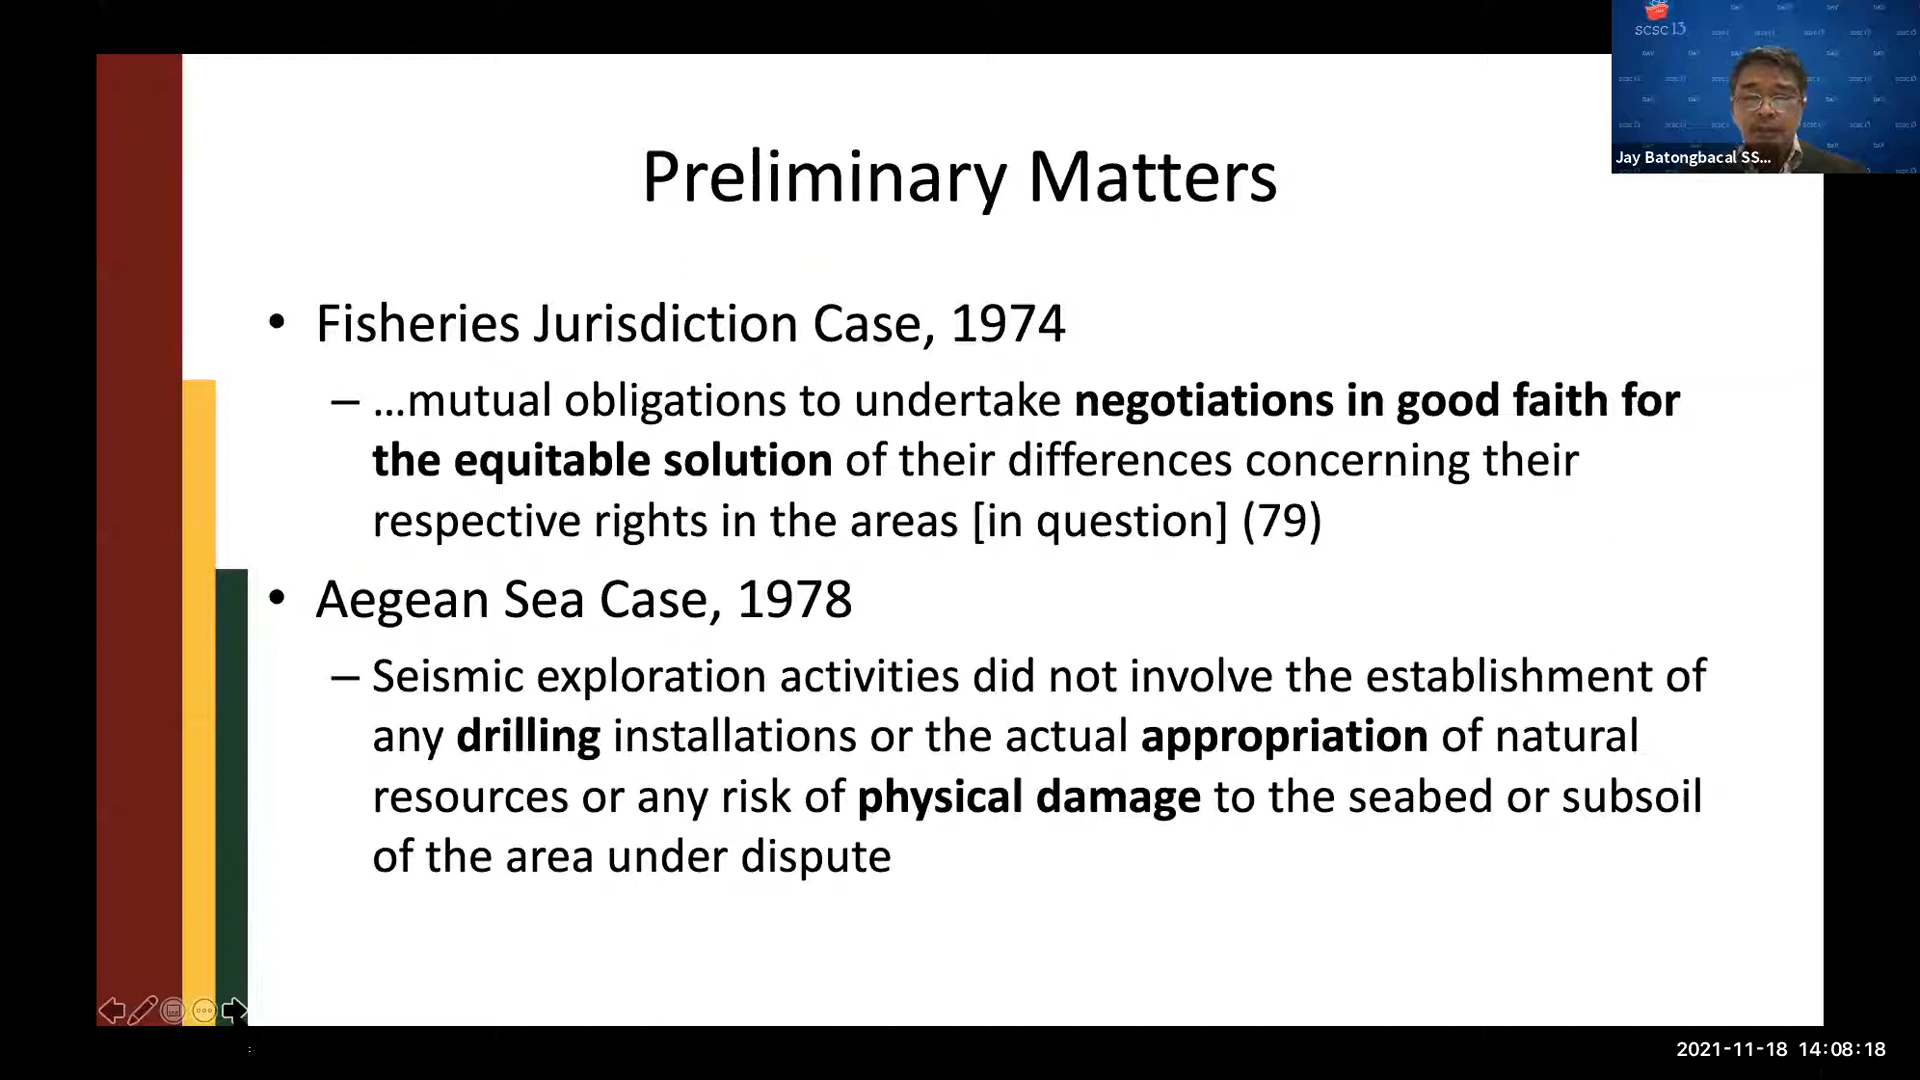 scsc13
Jay Batongbacal SS...
Preliminary Matters
• Fisheries Jurisdiction Case, 1974
– ...mutual obligations to undertake negotiations in good faith for
the equitable solution of their differences concerning their
respective rights in the areas [in question] (79)
• Aegean Sea Case, 1978
– Seismic exploration activities did not involve the establishment of
any drilling installations or the actual appropriation of natural
resources or any risk of physical damage to the seabed or subsoil
of the area under dispute
2021-11-18 14:08:18